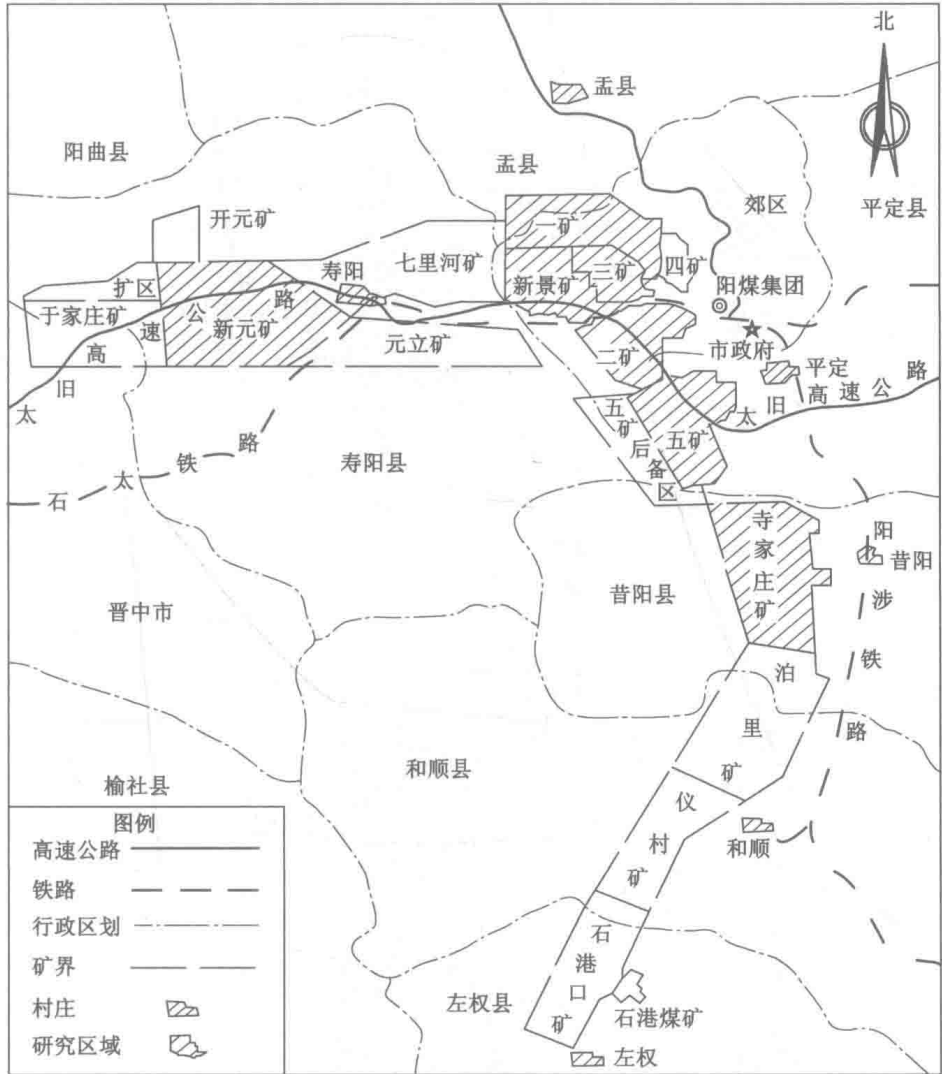 北
盂县
阳曲县
盂县
郊区
平定县
开元矿
一矿
七里河矿
四矿
三矿
新景矿
寿阳
扩区
阳煤集团
于家庄矿
新元矿
元立矿
二矿
市政府
平定
太旧高速公路
太旧高速公路
五矿
五矿后备区
石太铁路
寿阳县
寺家庄矿
昔阳
昔阳县
阳涉铁路
晋中市
泊里矿
和顺县
榆社县
仪村矿
和顺
石港口矿
左权县
石港煤矿
左权
图例
高速公路
铁路
行政区划
矿界
村庄
研究区域